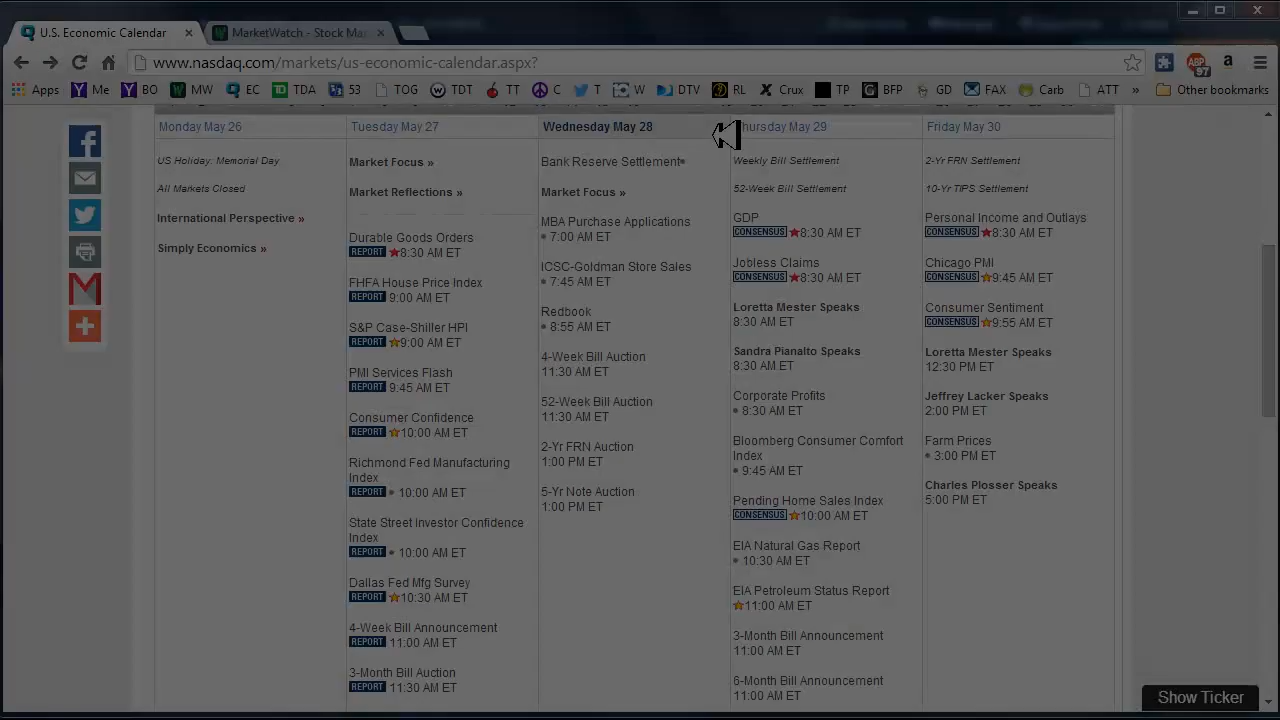 U.S. Economic Calendar
MarketWatch - Stock Ma
www.nasdaq.com/markets/us-economic-calendar.aspx?
ABP
97
Apps Me BO MW EC TDA 53 TOG TDT TT C T W DTV RL Crux TP BFP GD FAX Carb ATT » Other bookmarks
Monday May 26
US Holiday: Memorial Day
All Markets Closed
International Perspective »
Simply Economics »
Tuesday May 27
Market Focus »
Market Reflections »
Durable Goods Orders
REPORT 8:30 AM ET
FHFA House Price Index
REPORT 9:00 AM ET
S&P Case-Shiller HPI
REPORT 9:00 AM ET
PMI Services Flash
REPORT 9:45 AM ET
Consumer Confidence
REPORT 10:00 AM ET
Richmond Fed Manufacturing
Index
REPORT 10:00 AM ET
State Street Investor Confidence
Index
REPORT 10:00 AM ET
Dallas Fed Mfg Survey
REPORT 10:30 AM ET
4-Week Bill Announcement
REPORT 11:00 AM ET
3-Month Bill Auction
REPORT 11:30 AM ET
Wednesday May 28
Bank Reserve Settlement
Market Focus »
MBA Purchase Applications
7:00 AM ET
ICSC-Goldman Store Sales
7:45 AM ET
Redbook
8:55 AM ET
4-Week Bill Auction
11:30 AM ET
52-Week Bill Auction
11:30 AM ET
2-Yr FRN Auction
1:00 PM ET
5-Yr Note Auction
1:00 PM ET
hursday May 29
Weekly Bill Settlement
52-Week Bill Settlement
GDP
CONSENSUS 8:30 AM ET
Jobless Claims
CONSENSUS 8:30 AM ET
Loretta Mester Speaks
8:30 AM ET
Sandra Pianalto Speaks
8:30 AM ET
Corporate Profits
8:30 AM ET
Bloomberg Consumer Comfort
Index
9:45 AM ET
Pending Home Sales Index
CONSENSUS 10:00 AM ET
EIA Natural Gas Report
10:30 AM ET
EIA Petroleum Status Report
11:00 AM ET
3-Month Bill Announcement
11:00 AM ET
6-Month Bill Announcement
11:00 AM ET
Friday May 30
2-Yr FRN Settlement
10-Yr TIPS Settlement
Personal Income and Outlays
CONSENSUS 8:30 AM ET
Chicago PMI
CONSENSUS 9:45 AM ET
Consumer Sentiment
CONSENSUS 9:55 AM ET
Loretta Mester Speaks
12:30 PM ET
Jeffrey Lacker Speaks
2:00 PM ET
Farm Prices
3:00 PM ET
Charles Plosser Speaks
5:00 PM ET
Show Ticker